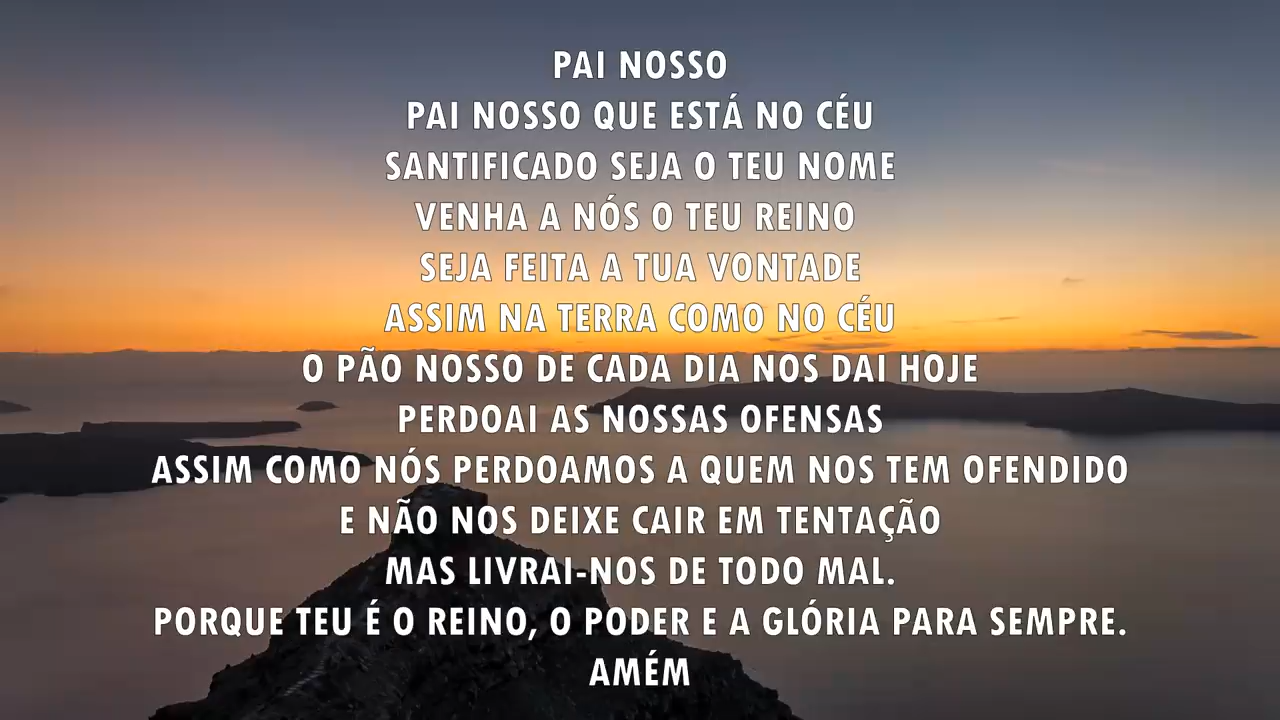 PAI NOSSO
PAI NOSSO QUE ESTÁ NO CÉU
SANTIFICADO SEJA O TEU NOME
VENHA A NÓS O TEU REINO
SEJA FEITA A TUA VONTADE
ASSIM NA TERRA COMO NO CÉU
O PÃO NOSSO DE CADA DIA NOS DAI HOJE
PERDOAI AS NOSSAS OFENSAS
ASSIM COMO NÓS PERDOAMOS A QUEM NOS TEM OFENDIDO
E NÃO NOS DEIXE CAIR EM TENTAÇÃO
MAS LIVRAI-NOS DE TODO MAL.
PORQUE TEU É O REINO, O PODER E A GLÓRIA PARA SEMPRE.
AMÉM